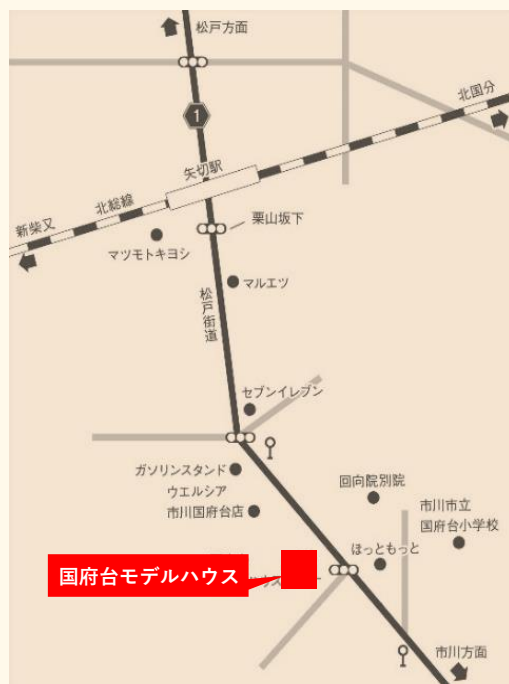 松戸方面
1
北国分
矢切駅
北総線
新柴又
栗山坂下
マツモトキヨシ
マルエツ
松戸街道
セブンイレブン
ガソリンスタンド
ウエルシア
市川国府台店
回向院別院
市川市立
国府台小学校
ほっともっと
国府台モデルハウス
市川方面